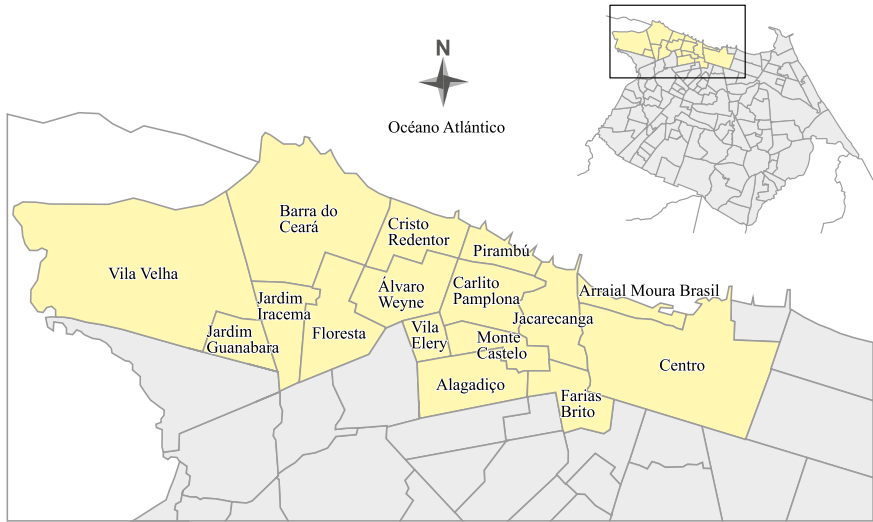 N
Océano Atlántico
Barra do
Ceará
Cristo
Redentor
Pirambú
Vila Velha
Álvaro
Weyne
Carlito
Pamplona
Arraial Moura Brasil
Jardim
Iracema
Jacarecanga
Jardim
Guanabara
Floresta
Vila
Elery
Monte
Castelo
Centro
Alagadiço
Farias
Brito